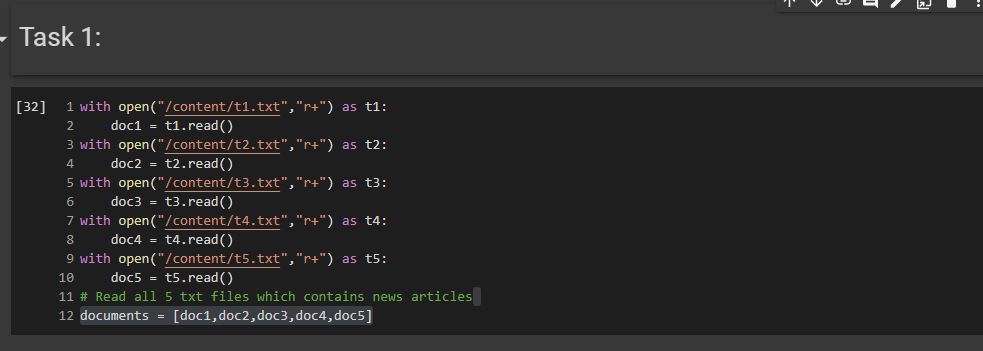 Task 1:
[32] 1 with open("/content/t1.txt","r+") as t1:
2     doc1 = t1.read()
3 with open("/content/t2.txt","r+") as t2:
4     doc2 = t2.read()
5 with open("/content/t3.txt","r+") as t3:
6     doc3 = t3.read()
7 with open("/content/t4.txt","r+") as t4:
8     doc4 = t4.read()
9 with open("/content/t5.txt","r+") as t5:
10     doc5 = t5.read()
11 # Read all 5 txt files which contains news articles
12 documents = [doc1,doc2,doc3,doc4,doc5]